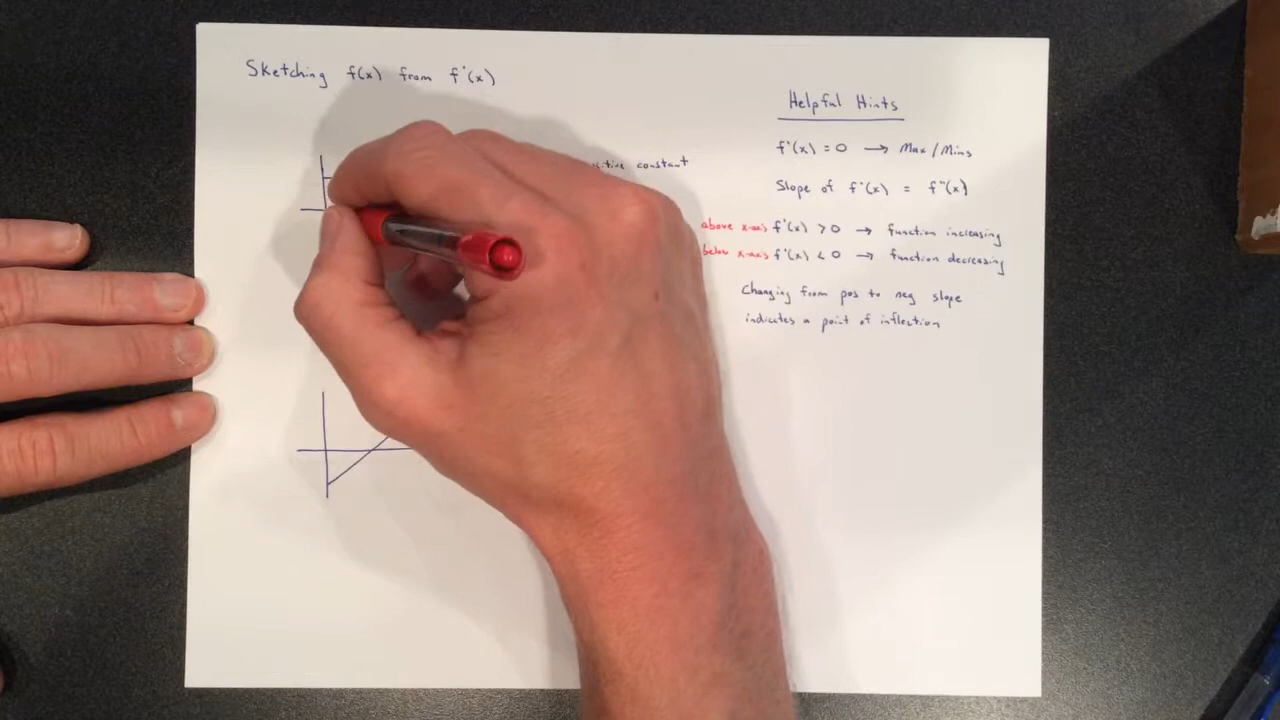 Sketching f(x) from f'(x)
constant
Helpful Hints
f'(x) = 0 → Max/Mins
Slope of f'(x) = f''(x)
above x-axis f'(x) > 0 → function increasing
below x-axis f'(x) < 0 → function decreasing
Changing from pos to neg slope
indicates a point of inflection